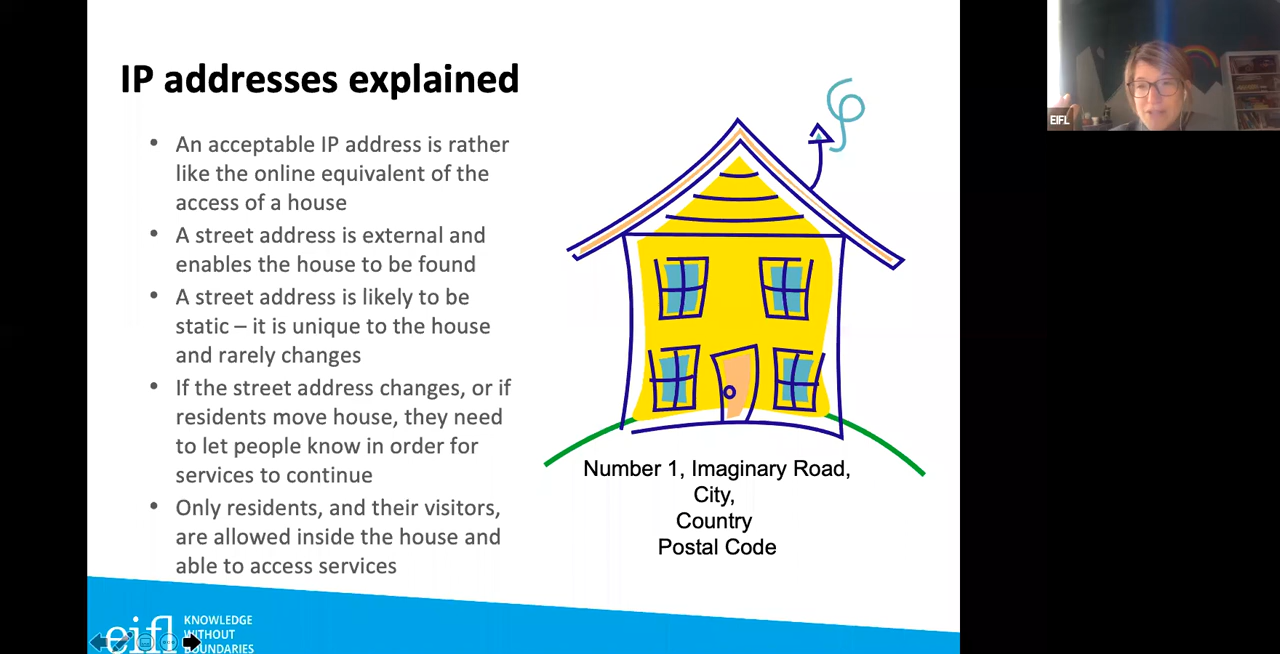 IP addresses explained
An acceptable IP address is rather
like the online equivalent of the
access of a house
A street address is external and
enables the house to be found
A street address is likely to be
static – it is unique to the house
and rarely changes
If the street address changes, or if
residents move house, they need
to let people know in order for
services to continue
Only residents, and their visitors,
are allowed inside the house and
able to access services
Number 1, Imaginary Road,
City,
Country
Postal Code
eifl
KNOWLEDGE
WITHOUT
BOUNDARIES
EIFL